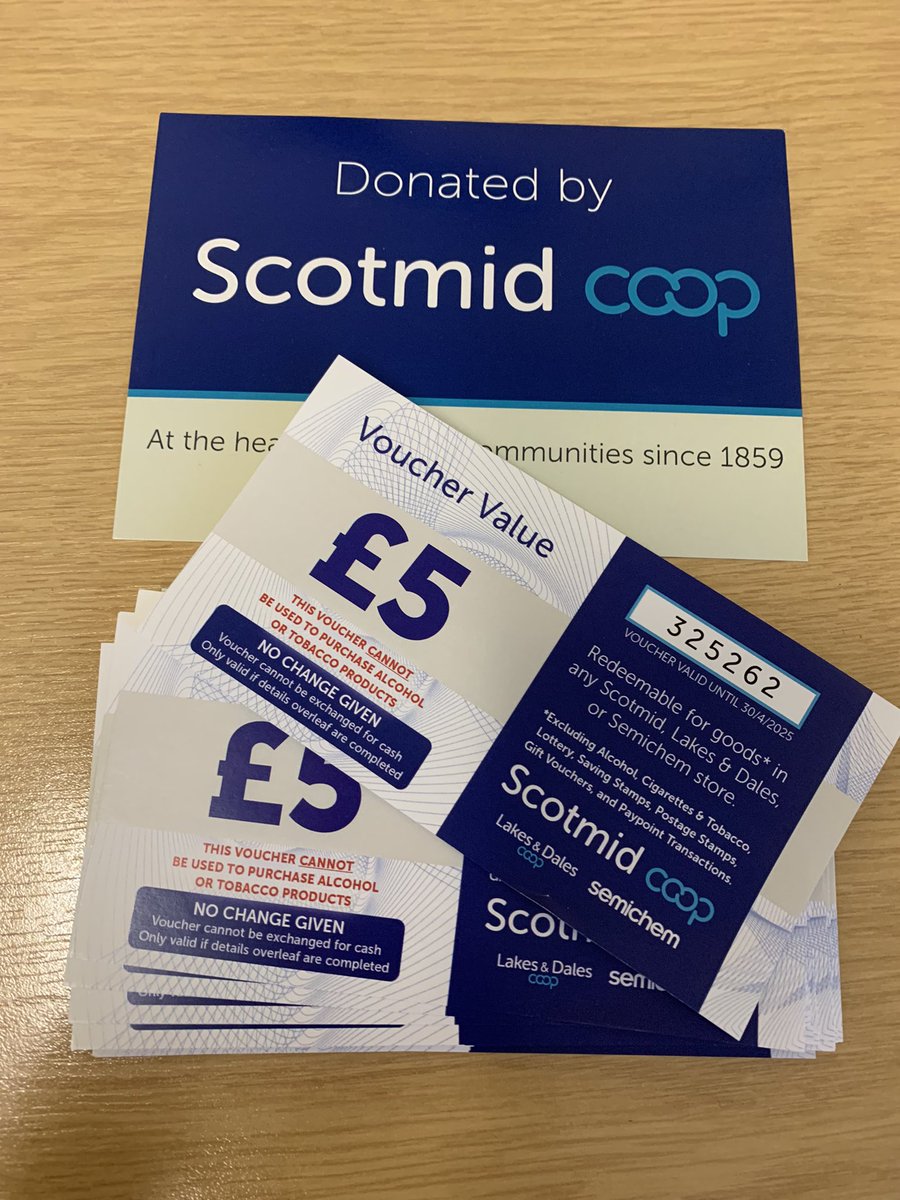 Donated by
Scotmid coop
At the hea ommunities since 1859
Voucher Value
£5
THIS VOUCHER CANNOT
BE USED TO PURCHASE ALCOHOL
OR TOBACCO PRODUCTS
NO CHANGE GIVEN
Voucher cannot be exchanged for cash
Only valid if details overleaf are completed
325262
VOUCHER VALID UNTIL 30/4/2025
Redeemable for goods* in
any Scotmid, Lakes & Dales,
or Semichem store.
*Excluding Alcohol, Cigarettes & Tobacco,
Lottery, Saving Stamps, Postage Stamps,
Gift Vouchers, and Paypoint Transactions.
Scotmid coop
Lakes & Dales
coop
semichem
£5
THIS VOUCHER CANNOT
BE USED TO PURCHASE ALCOHOL
OR TOBACCO PRODUCTS
NO CHANGE GIVEN
Voucher cannot be exchanged for cash
Only valid if details overleaf are completed
Scot
Lakes & Dales
coop
semic